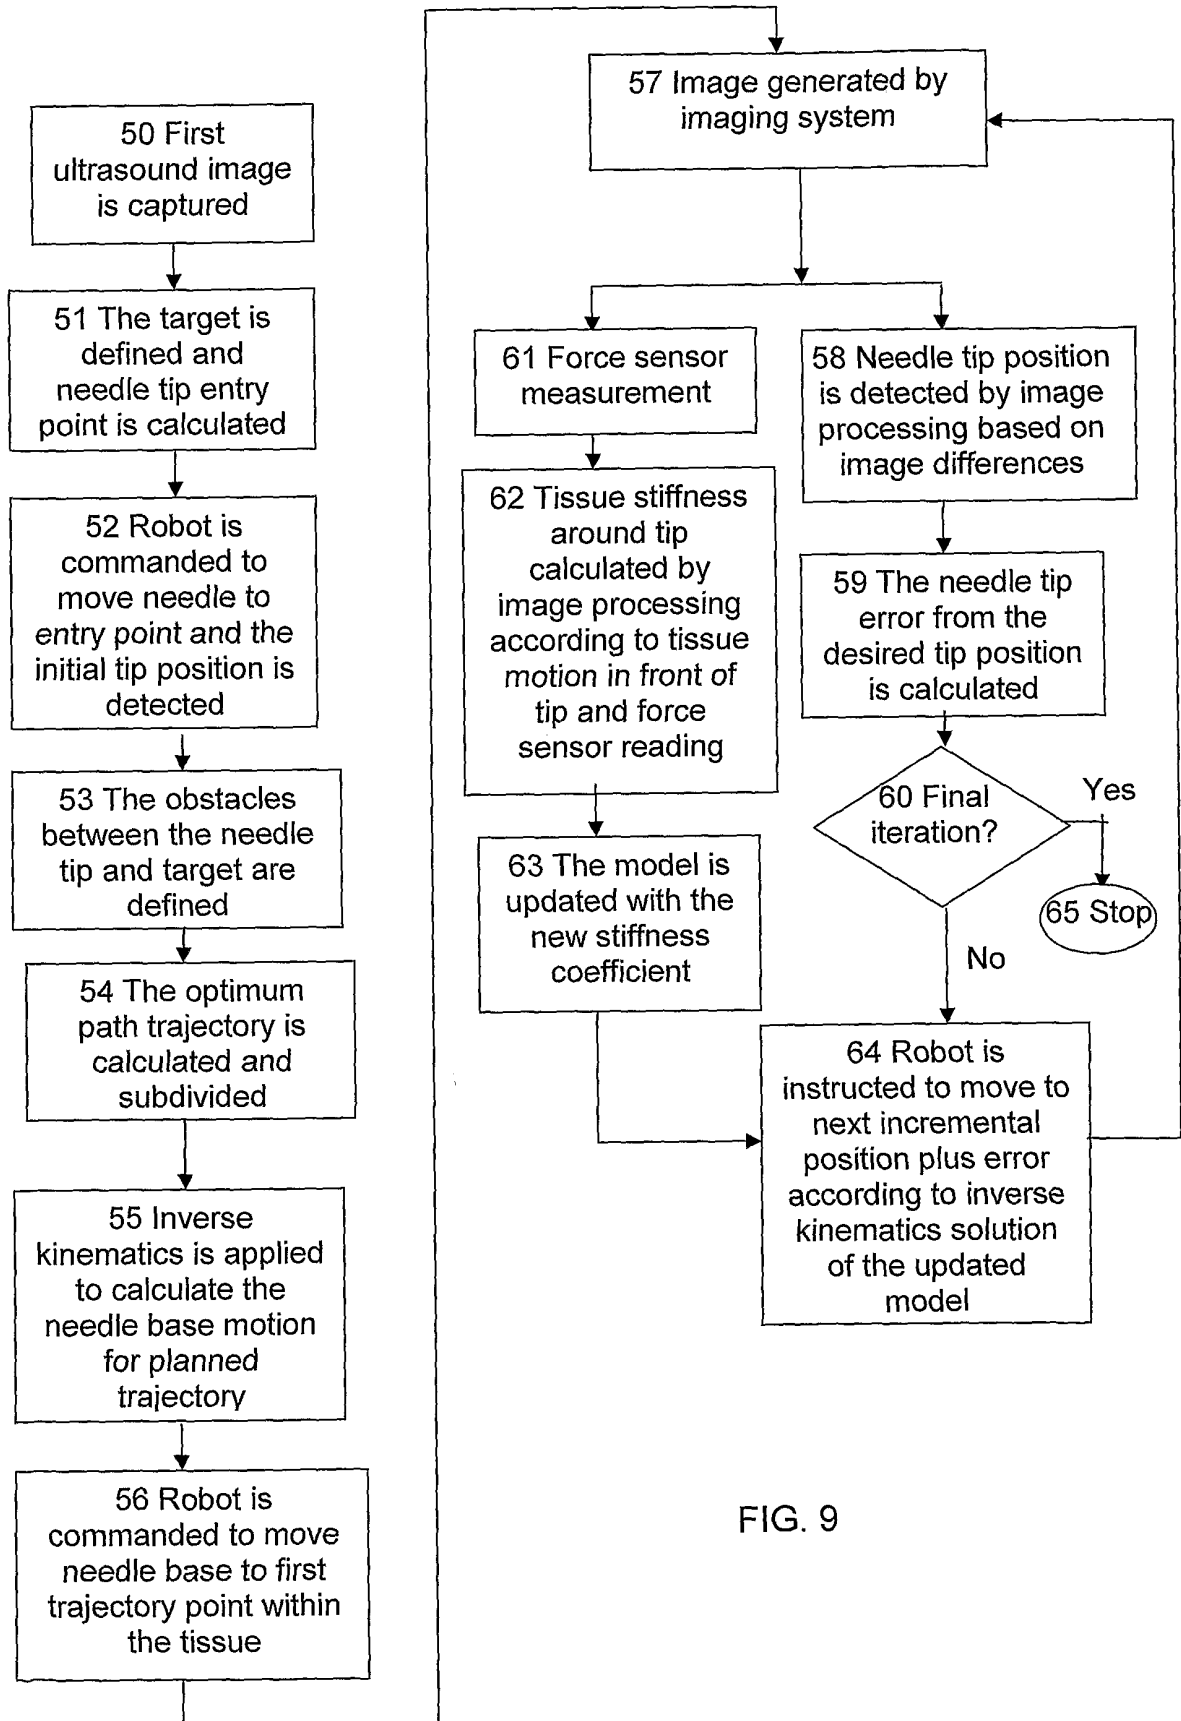 50 First
ultrasound image
is captured
51 The target is
defined and
needle tip entry
point is calculated
52 Robot is
commanded to
move needle to
entry point and the
initial tip position is
detected
53 The obstacles
between the needle
tip and target are
defined
54 The optimum
path trajectory is
calculated and
subdivided
55 Inverse
kinematics is applied
to calculate the
needle base motion
for planned
trajectory
56 Robot is
commanded to move
needle base to first
trajectory point within
the tissue
57 Image generated by
imaging system
61 Force sensor
measurement
62 Tissue stiffness
around tip
calculated by
image processing
according to tissue
motion in front of
tip and force
sensor reading
63 The model is
updated with the
new stiffness
coefficient
58 Needle tip position
is detected by image
processing based on
image differences
59 The needle tip
error from the
desired tip position
is calculated
60 Final
iteration?
Yes
65 Stop
No
64 Robot is
instructed to move to
next incremental
position plus error
according to inverse
kinematics solution
of the updated
model
FIG. 9